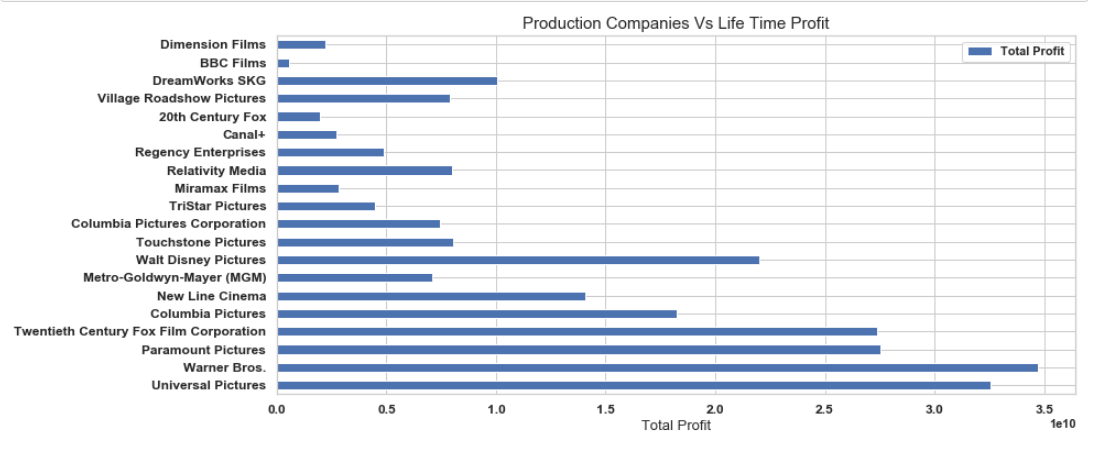 Production Companies Vs Life Time Profit
Total Profit
Dimension Films
BBC Films
DreamWorks SKG
Village Roadshow Pictures
20th Century Fox
Canal+
Regency Enterprises
Relativity Media
Miramax Films
TriStar Pictures
Columbia Pictures Corporation
Touchstone Pictures
Walt Disney Pictures
Metro-Goldwyn-Mayer (MGM)
New Line Cinema
Columbia Pictures
Twentieth Century Fox Film Corporation
Paramount Pictures
Warner Bros.
Universal Pictures
0.0 0.5 1.0 1.5 2.0 2.5 3.0 3.5
1e10
Total Profit